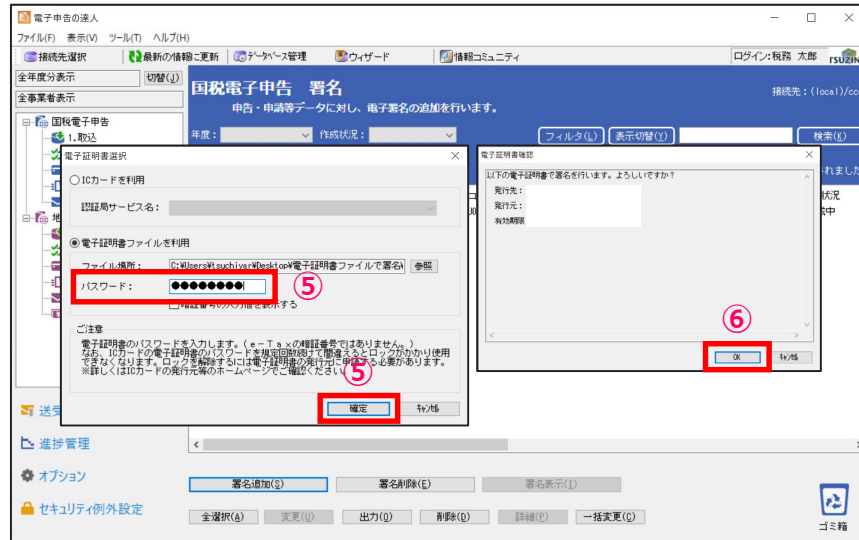 電子申告の達人
ファイル(F) 表示(V) ツール(T) ヘルプ(H)
接続先選択 最新の情報に更新 データベース管理 ウィザード 情報コミュニティ ログイン:税務 太郎
全年度分表示 切替(J)
全事業者表示
国税電子申告 署名
接続先:(local)/co
申告・申請等データに対し、電子署名の追加を行います。
国税電子申告
1.取込
年度: 作成状況: フィルタ(L) 表示切替(Y) 検索(K)
電子証明書選択
ICカードを利用
認証局サービス名:
電子証明書ファイルを利用
ファイル場所: C:¥Users¥tsuchiyar¥Desktop¥電子証明書ファイルで署名¥ 参照
パスワード: ●●●●●●●●
⑤
ご注意
電子証明書のパスワードを入力します。(e-Taxの暗証番号ではありません。)
なお、ICカードの電子証明書のパスワードを規定回数続けて間違えるとロックがかかり使用
できなくなります。ロックを解除するには電子証明書の発行元に申請する必要があります。
※詳しくはICカードの発行元等のホームページでご確認ください。
⑤
確定 キャンセル
電子証明書確認
以下の電子証明書で署名を行います。よろしいですか?
発行先:
発行元:
有効期限
⑥
OK キャンセル
されました
状況
中
地
送受
進捗管理
オプション
セキュリティ例外設定
署名追加(S) 署名削除(E) 署名表示(I)
全選択(A) 変更(U) 出力(O) 削除(D) 詳細(P) 一括変更(C)
ゴミ箱